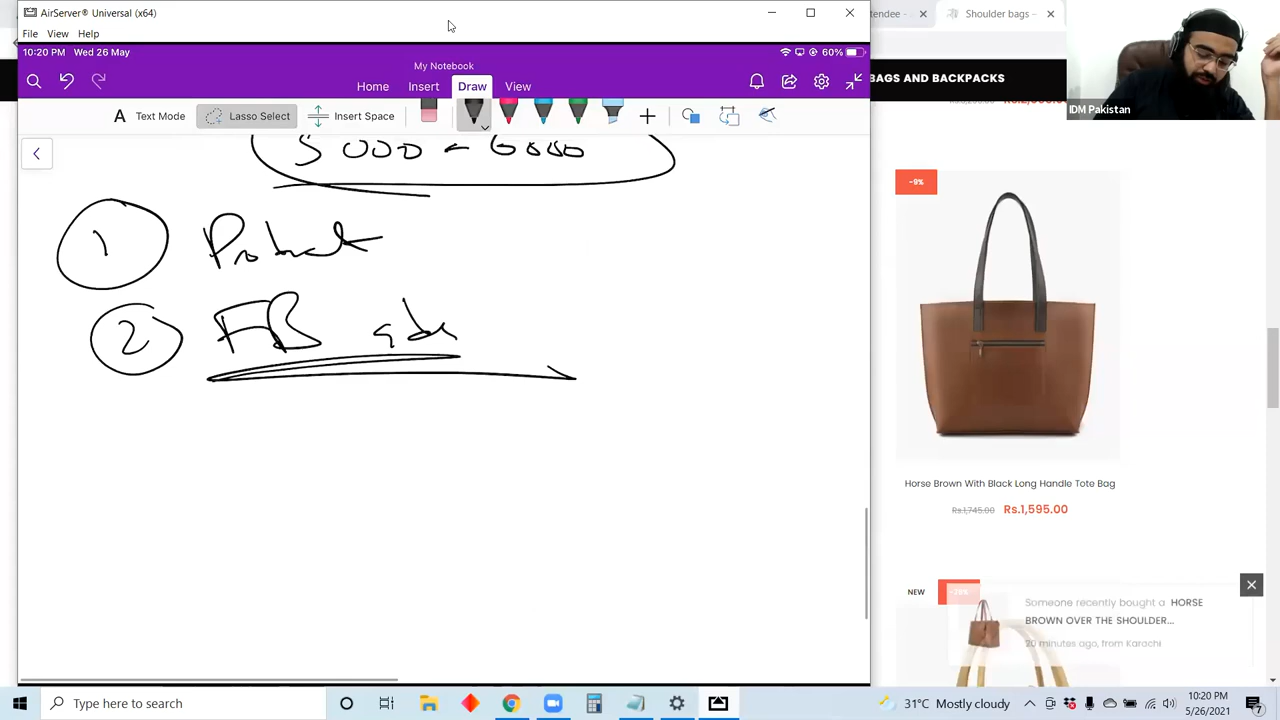 AirServer® Universal (x64)
File View Help
10:20 PM Wed 26 May
60%
My Notebook
Home Insert Draw View
Text Mode Lasso Select Insert Space
5000 - 6000
1 Product
2 FB ads
tendee
Shoulder bags –
BAGS AND BACKPACKS
IDM Pakistan
-9%
Horse Brown With Black Long Handle Tote Bag
Rs.1,745.00 Rs.1,595.00
NEW
Someone recently bought a HORSE
BROWN OVER THE SHOULDER...
20 minutes ago, from Karachi
Type here to search
31°C Mostly cloudy
10:20 PM
5/26/2021
7